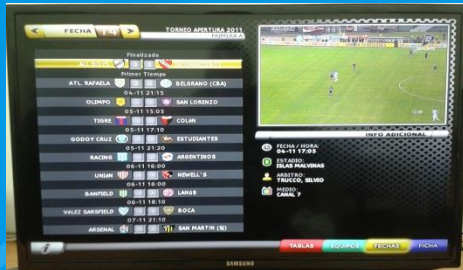 FECHA 14
TORNEO APERTURA 2011
Finalizado
Primer Tiempo
ATL. RAFAELA BELGRANO (CBA)
04-11 21:15
OLIMPO SAN LORENZO
05-11 15:05
TIGRE COLÓN
05-11 17:10
GODOY CRUZ ESTUDIANTES
05-11 21:20
RACING ARGENTINOS
06-11 16:00
UNIÓN NEWELL'S
06-11 16:00
BANFIELD LANUS
06-11 18:10
VELEZ SARSFIELD BOCA
07-11 21:10
ARSENAL SAN MARTIN (SJ)
INFO ADICIONAL
FECHA / HORA:
04-11 17:05
ESTADIO:
ISLAS MALVINAS
ARBITRO:
TRUCCO, SILVIO
MEDIO:
CANAL 7
i
TABLAS EQUIPOS FECHAS FICHA
SAMSUNG